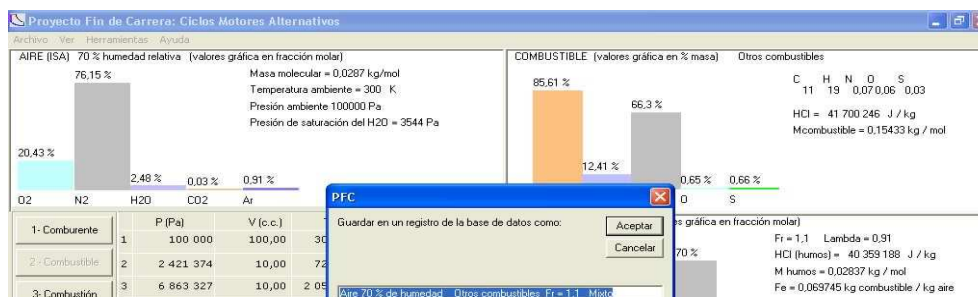 Proyecto Fin de Carrera: Ciclos Motores Alternativos
Archivo Ver Herramientas Ayuda
AIRE (ISA) 70 % humedad relativa (valores gráfica en fracción molar)
76,15 %
Masa molecular = 0,0287 kg/mol
Temperatura ambiente = 300 K
Presión ambiente 100000 Pa
Presión de saturación del H2O = 3544 Pa
20,43 %
2,48 %
0,03 %
0,91 %
O2 N2 H2O CO2 Ar
COMBUSTIBLE (valores gráfica en % masa) Otros combustibles
85,61 %
66,3 %
12,41 %
0,65 %
0,66 %
O S
C H N O S
11 19 0,07 0,06 0,03
HCI = 41 700 246 J / kg
Mcombustible = 0,15433 kg / mol
1- Comburente
2 - Combustible
3- Combustión
P (Pa) V (c.c.)
1 100 000 100,00 30
2 2 421 374 10,00 72
3 6 863 327 10,00 2 05
PFC
Guardar en un registro de la base de datos como:
Aceptar
Cancelar
Aire 70 % de humedad Otros combustibles Fr = 1,1 Mixto
gráfica en fracción molar)
70 %
Fr = 1,1 Lambda = 0,91
HCI (humos) = 40 359 188 J / kg
M humos = 0,02837 kg / mol
Fe = 0,069745 kg combustible / kg aire